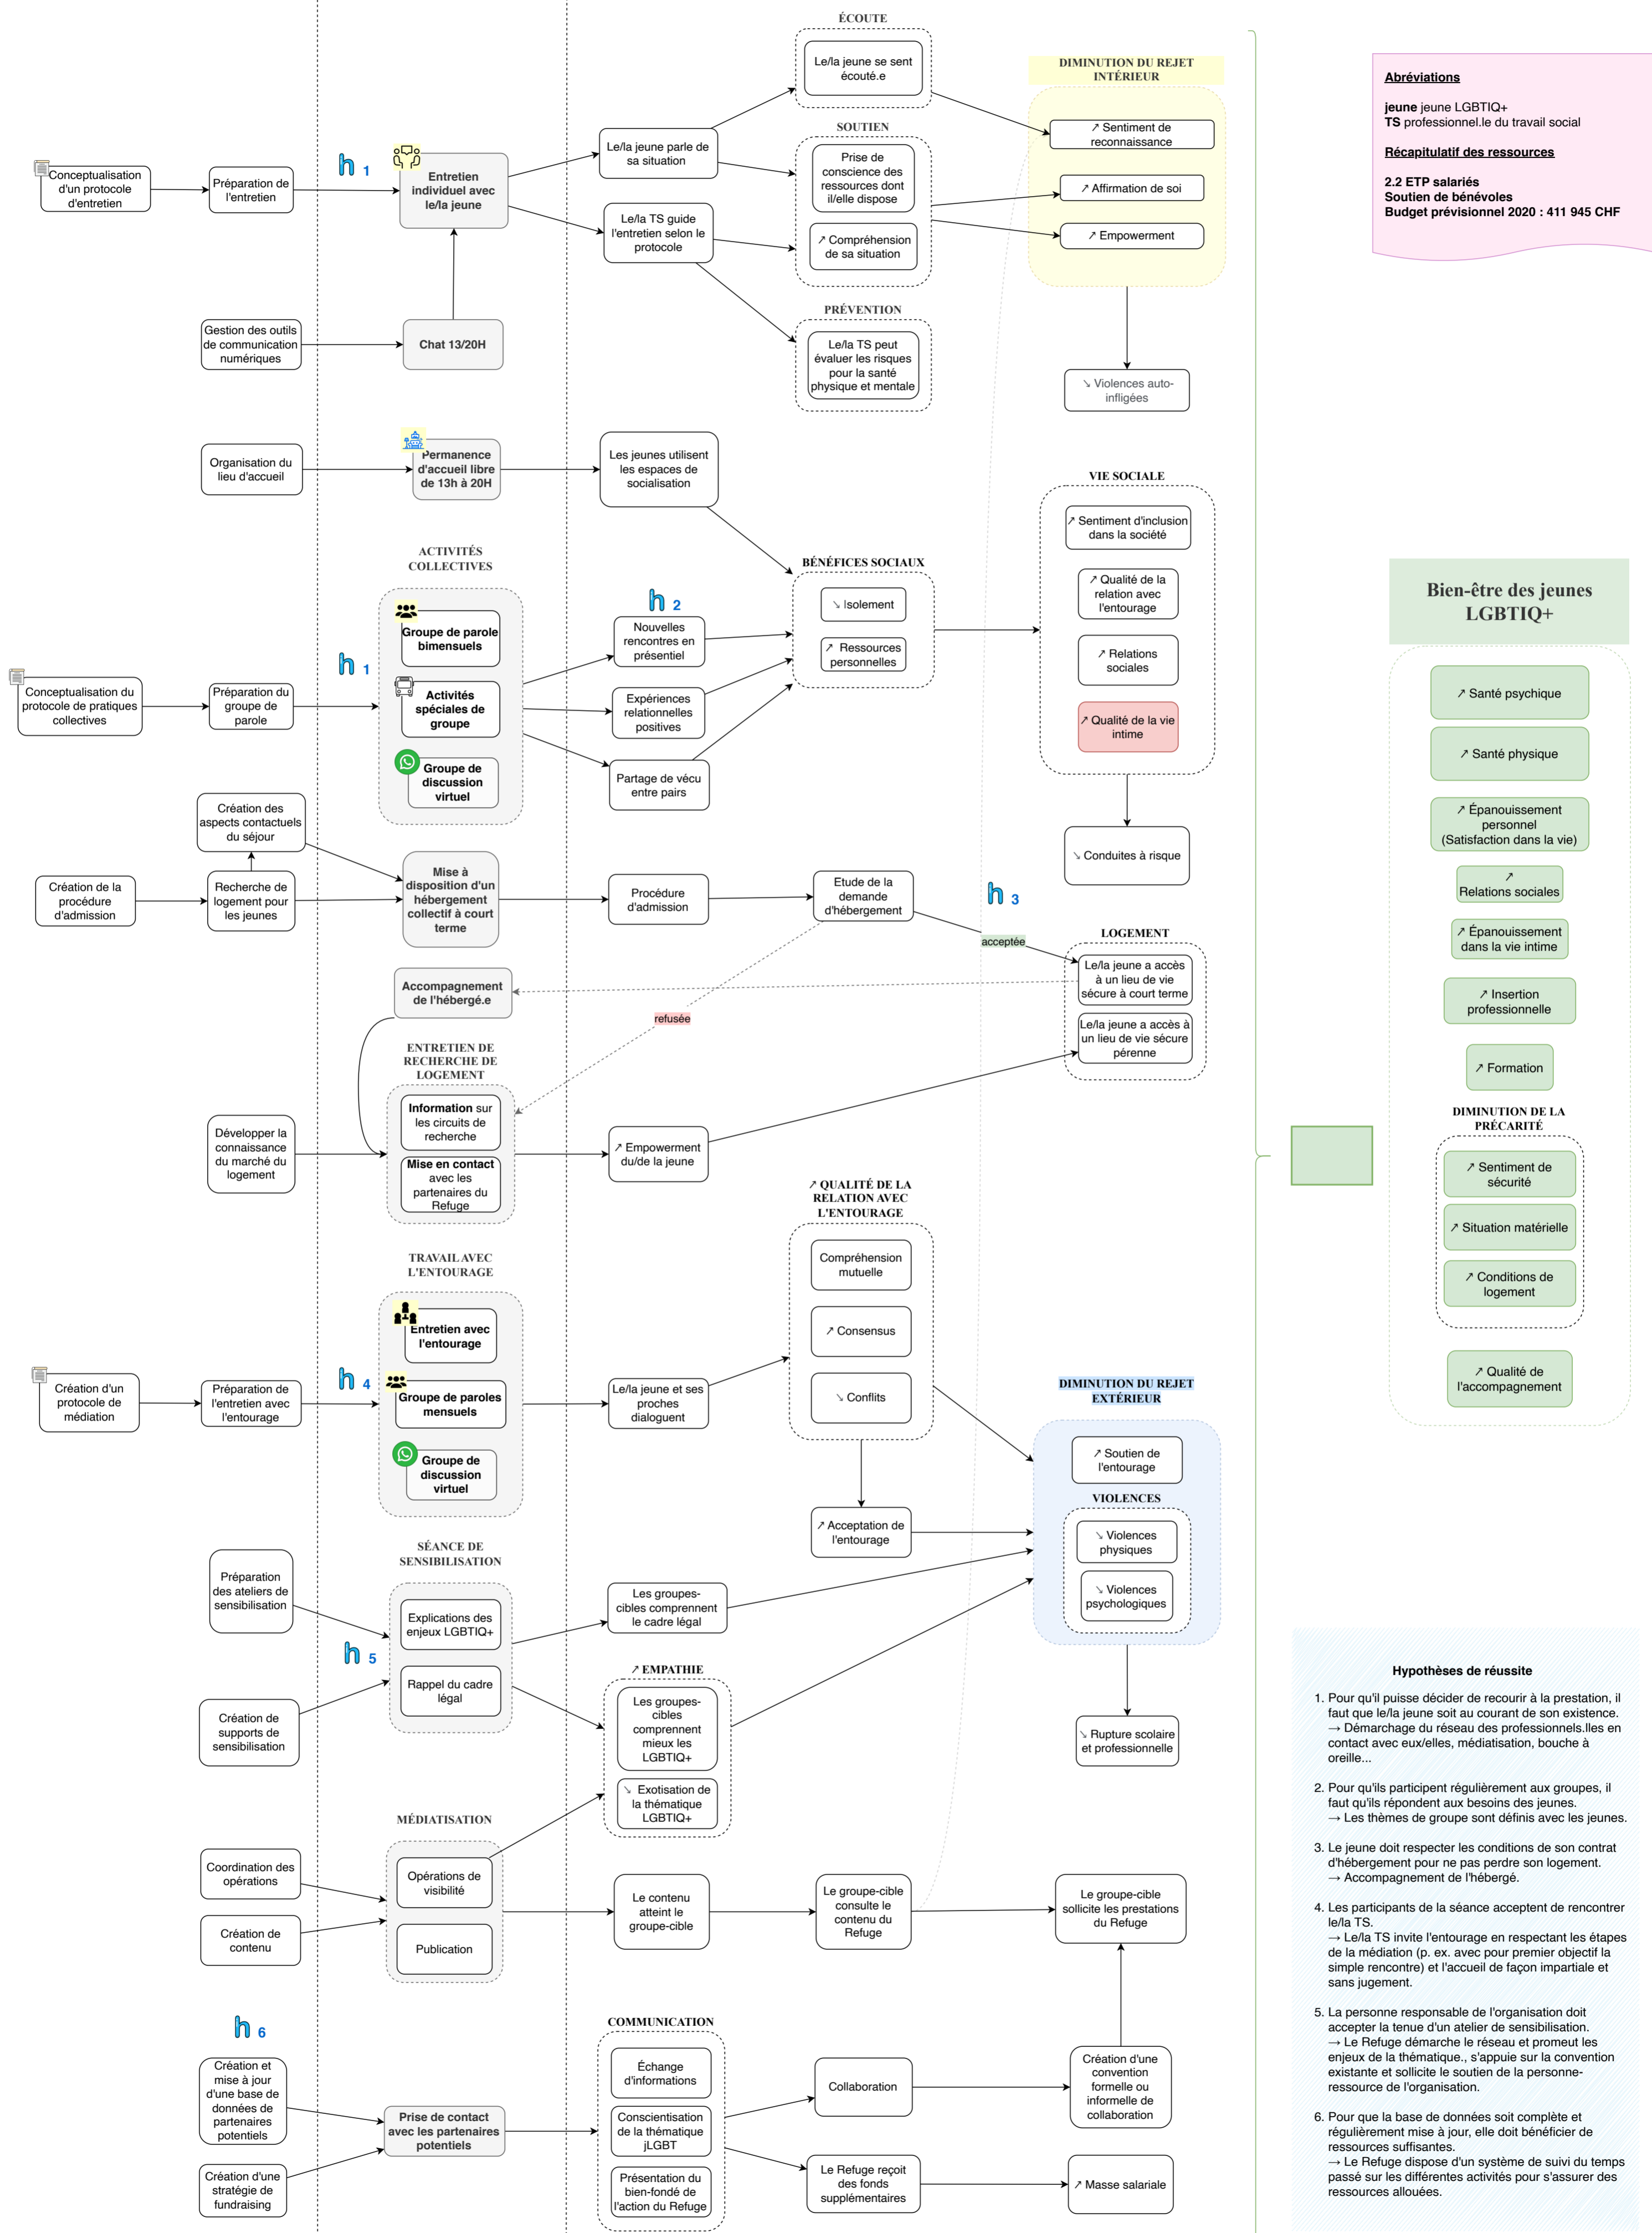 ÉCOUTE
Le/la jeune se sent
écouté.e
DIMINUTION DU REJET
INTÉRIEUR
Abréviations
jeune jeune LGBTIQ+
TS professionnel.le du travail social
Récapitulatif des ressources
2.2 ETP salariés
Soutien de bénévoles
Budget prévisionnel 2020 : 411 945 CHF
Conceptualisation
d'un protocole
d'entretien
Préparation de
l'entretien
h 1
Entretien
individuel avec
le/la jeune
Le/la jeune parle de
sa situation
Le/la TS guide
l'entretien selon le
protocole
SOUTIEN
Prise de
conscience des
ressources dont
il/elle dispose
↗ Compréhension
de sa situation
↗ Sentiment de
reconnaissance
↗ Affirmation de soi
↗ Empowerment
Gestion des outils
de communication
numériques
Chat 13/20H
PRÉVENTION
Le/la TS peut
évaluer les risques
pour la santé
physique et mentale
↘ Violences auto-
infligées
Organisation du
lieu d'accueil
Permanence
d'accueil libre
de 13h à 20H
Les jeunes utilisent
les espaces de
socialisation
VIE SOCIALE
↗ Sentiment d'inclusion
dans la société
↗ Qualité de la
relation avec
l'entourage
↗ Relations
sociales
↗ Qualité de la vie
intime
ACTIVITÉS
COLLECTIVES
Groupe de parole
bimensuels
Activités
spéciales de
groupe
Groupe de
discussion
virtuel
h 1
h 2
Nouvelles
rencontres en
présentiel
Expériences
relationnelles
positives
Partage de vécu
entre pairs
BÉNÉFICES SOCIAUX
↘ Isolement
↗ Ressources
personnelles
Conceptualisation du
protocole de pratiques
collectives
Préparation du
groupe de
parole
Création des
aspects contactuels
du séjour
Création de la
procédure
d'admission
Recherche de
logement pour
les jeunes
Mise à
disposition d'un
hébergement
collectif à court
terme
Procédure
d'admission
Etude de la
demande
d'hébergement
h 3
↘ Conduites à risque
acceptée
LOGEMENT
Le/la jeune a accès
à un lieu de vie
sécure à court terme
Le/la jeune a accès à
un lieu de vie sécure
pérenne
Accompagnement
de l'hébergé.e
refusée
ENTRETIEN DE
RECHERCHE DE
LOGEMENT
Information sur
les circuits de
recherche
Mise en contact
avec les
partenaires du
Refuge
Développer la
connaissance
du marché du
logement
↗ Empowerment
du/de la jeune
Bien-être des jeunes
LGBTIQ+
↗ Santé psychique
↗ Santé physique
↗ Épanouissement
personnel
(Satisfaction dans la vie)
↗
Relations sociales
↗ Épanouissement
dans la vie intime
↗ Insertion
professionnelle
↗ Formation
DIMINUTION DE LA
PRÉCARITÉ
↗ Sentiment de
sécurité
↗ Situation matérielle
↗ Conditions de
logement
↗ Qualité de
l'accompagnement
↗ QUALITÉ DE LA
RELATION AVEC
L'ENTOURAGE
Compréhension
mutuelle
↗ Consensus
↘ Conflits
TRAVAIL AVEC
L'ENTOURAGE
Entretien avec
l'entourage
Groupe de paroles
mensuels
Groupe de
discussion
virtuel
Création d'un
protocole de
médiation
Préparation de
l'entretien avec
l'entourage
h 4
Le/la jeune et ses
proches
dialoguent
↗ Acceptation de
l'entourage
DIMINUTION DU REJET
EXTÉRIEUR
↗ Soutien de
l'entourage
VIOLENCES
↘ Violences
physiques
↘ Violences
psychologiques
↘ Rupture scolaire
et professionnelle
SÉANCE DE
SENSIBILISATION
Explications des
enjeux LGBTIQ+
Rappel du cadre
légal
Préparation
des ateliers de
sensibilisation
h 5
Création de
supports de
sensibilisation
Les groupes-
cibles comprennent
le cadre légal
↗ EMPATHIE
Les groupes-
cibles
comprennent
mieux les
LGBTIQ+
↘ Exotisation de
la thématique
LGBTIQ+
MÉDIATISATION
Opérations de
visibilité
Publication
Coordination des
opérations
Création de
contenu
Le contenu
atteint le
groupe-cible
Le groupe-cible
consulte le
contenu du
Refuge
Le groupe-cible
sollicite les prestations
du Refuge
h 6
Création et
mise à jour
d'une base de
données de
partenaires
potentiels
Création d'une
stratégie de
fundraising
Prise de contact
avec les partenaires
potentiels
COMMUNICATION
Échange
d'informations
Conscientisation
de la thématique
jLGBT
Présentation du
bien-fondé de
l'action du Refuge
Collaboration
Le Refuge reçoit
des fonds
supplémentaires
Création d'une
convention
formelle ou
informelle de
collaboration
↗ Masse salariale
Hypothèses de réussite
1. Pour qu'il puisse décider de recourir à la prestation, il
faut que le/la jeune soit au courant de son existence.
→ Démarchage du réseau des professionnels.lles en
contact avec eux/elles, médiatisation, bouche à
oreille...
2. Pour qu'ils participent régulièrement aux groupes, il
faut qu'ils répondent aux besoins des jeunes.
→ Les thèmes de groupe sont définis avec les jeunes.
3. Le jeune doit respecter les conditions de son contrat
d'hébergement pour ne pas perdre son logement.
→ Accompagnement de l'hébergé.
4. Les participants de la séance acceptent de rencontrer
le/la TS.
→ Le/la TS invite l'entourage en respectant les étapes
de la médiation (p. ex. avec pour premier objectif la
simple rencontre) et l'accueil de façon impartiale et
sans jugement.
5. La personne responsable de l'organisation doit
accepter la tenue d'un atelier de sensibilisation.
→ Le Refuge démarche le réseau et promeut les
enjeux de la thématique., s'appuie sur la convention
existante et sollicite le soutien de la personne-
ressource de l'organisation.
6. Pour que la base de données soit complète et
régulièrement mise à jour, elle doit bénéficier de
ressources suffisantes.
→ Le Refuge dispose d'un système de suivi du temps
passé sur les différentes activités pour s'assurer des
ressources allouées.